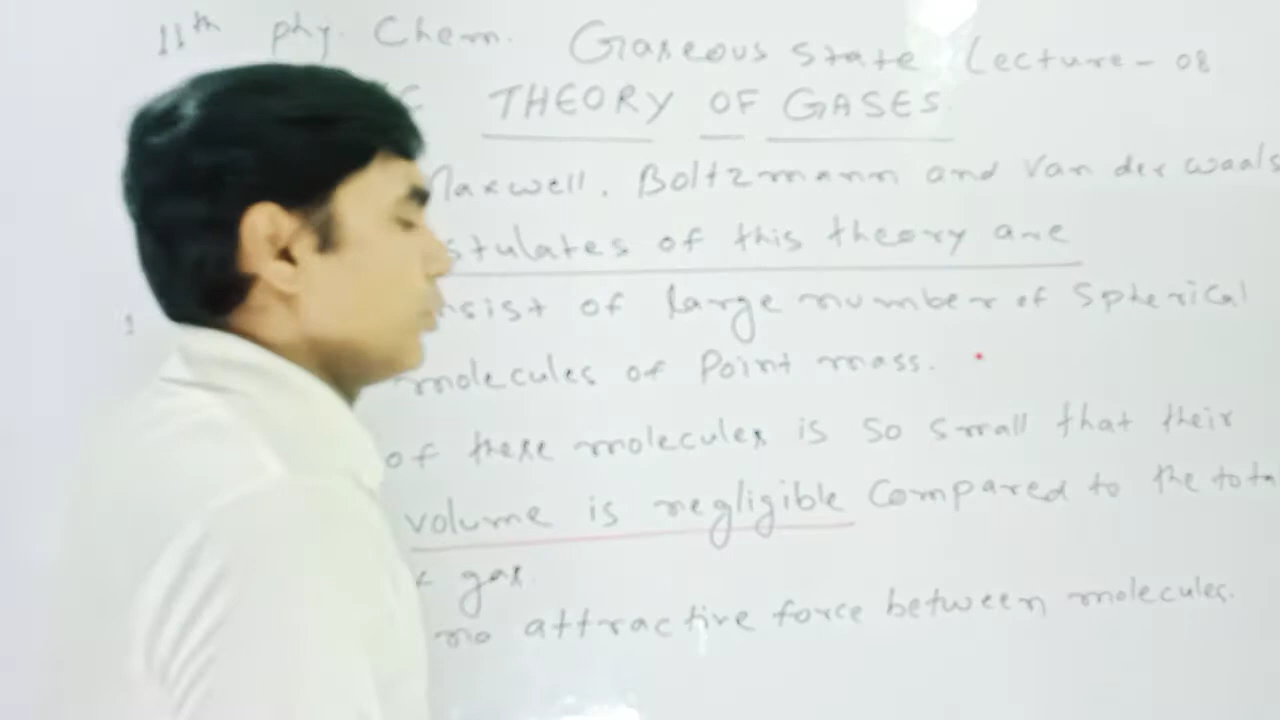 11th phy. Chem. Gaseous State Lecture - 08
THEORY OF GASES
Maxwell. Boltzmann and Van der waals
stulates of this theory are
1 nsist of large number of Spherical
molecules of Point mass.
of these molecules is so small that their
volume is negligible Compared to the tota
gas
no attractive force between molecules.